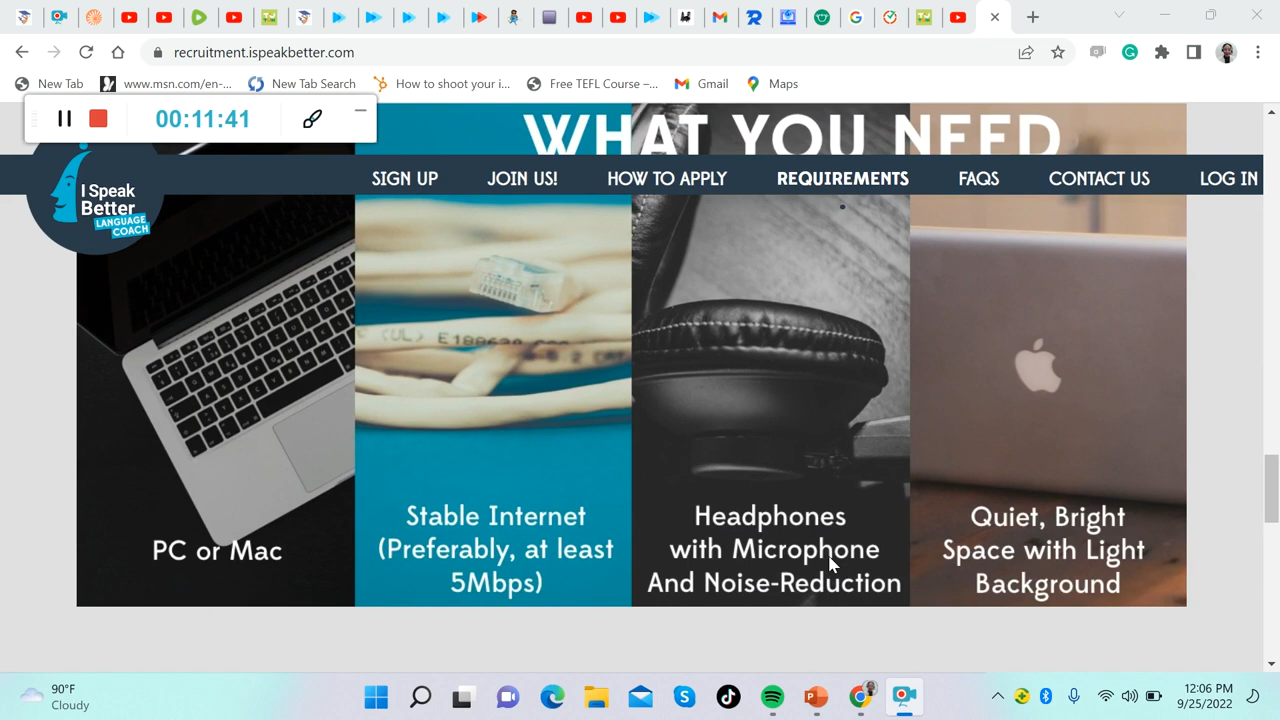 recruitment.ispeakbetter.com
New Tab
www.msn.com/en-...
New Tab Search
How to shoot your i...
Free TEFL Course –...
Gmail
Maps
00:11:41
WHAT YOU NEED
I Speak
Better
LANGUAGE
COACH
SIGN UP
JOIN US!
HOW TO APPLY
REQUIREMENTS
FAQS
CONTACT US
LOG IN
PC or Mac
Stable Internet
(Preferably, at least
5Mbps)
Headphones
with Microphone
And Noise-Reduction
Quiet, Bright
Space with Light
Background
90°F
Cloudy
12:06 PM
9/25/2022